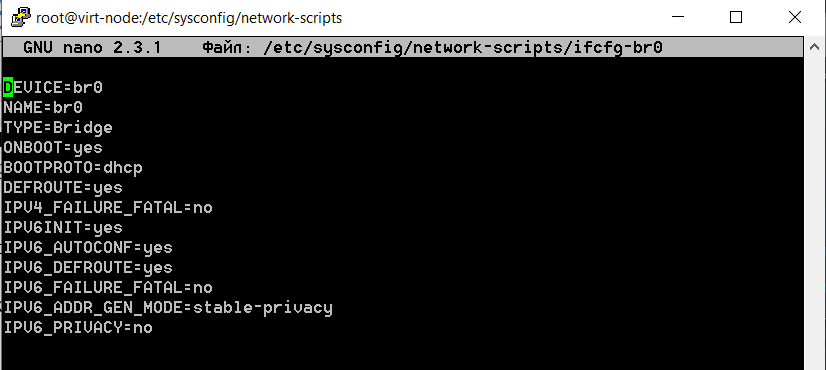 root@virt-node:/etc/sysconfig/network-scripts
GNU nano 2.3.1 Файл: /etc/sysconfig/network-scripts/ifcfg-br0
DEVICE=br0
NAME=br0
TYPE=Bridge
ONBOOT=yes
BOOTPROTO=dhcp
DEFROUTE=yes
IPV4_FAILURE_FATAL=no
IPV6INIT=yes
IPV6_AUTOCONF=yes
IPV6_DEFROUTE=yes
IPV6_FAILURE_FATAL=no
IPV6_ADDR_GEN_MODE=stable-privacy
IPV6_PRIVACY=no